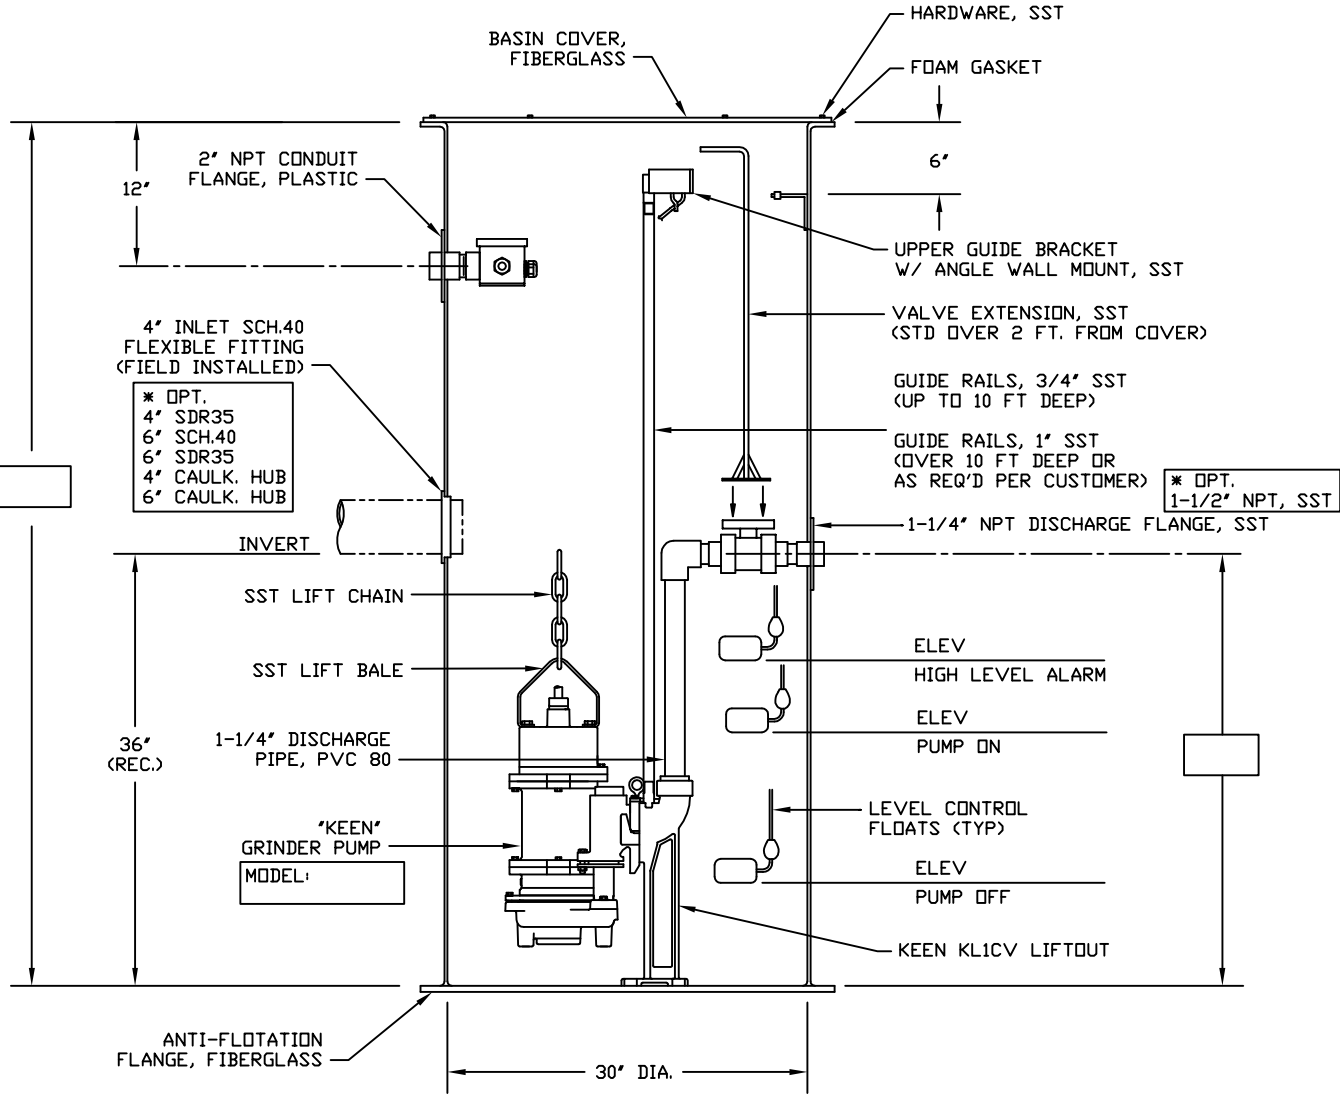 HARDWARE, SST
BASIN COVER,
FIBERGLASS
FOAM GASKET
2" NPT CONDUIT
FLANGE, PLASTIC
12"
6"
UPPER GUIDE BRACKET
W/ ANGLE WALL MOUNT, SST
VALVE EXTENSION, SST
(STD OVER 2 FT. FROM COVER)
4" INLET SCH.40
FLEXIBLE FITTING
(FIELD INSTALLED)
* OPT.
4" SDR35
6" SCH.40
6" SDR35
4" CAULK. HUB
6" CAULK. HUB
GUIDE RAILS, 3/4" SST
(UP TO 10 FT DEEP)
GUIDE RAILS, 1" SST
(OVER 10 FT DEEP OR
AS REQ'D PER CUSTOMER)
* OPT.
1-1/2" NPT, SST
1-1/4" NPT DISCHARGE FLANGE, SST
INVERT
SST LIFT CHAIN
SST LIFT BALE
ELEV
HIGH LEVEL ALARM
ELEV
PUMP ON
36"
(REC.)
1-1/4" DISCHARGE
PIPE, PVC 80
LEVEL CONTROL
FLOATS (TYP)
"KEEN"
GRINDER PUMP
MODEL:
ELEV
PUMP OFF
KEEN KL1CV LIFTOUT
ANTI-FLOTATION
FLANGE, FIBERGLASS
30" DIA.